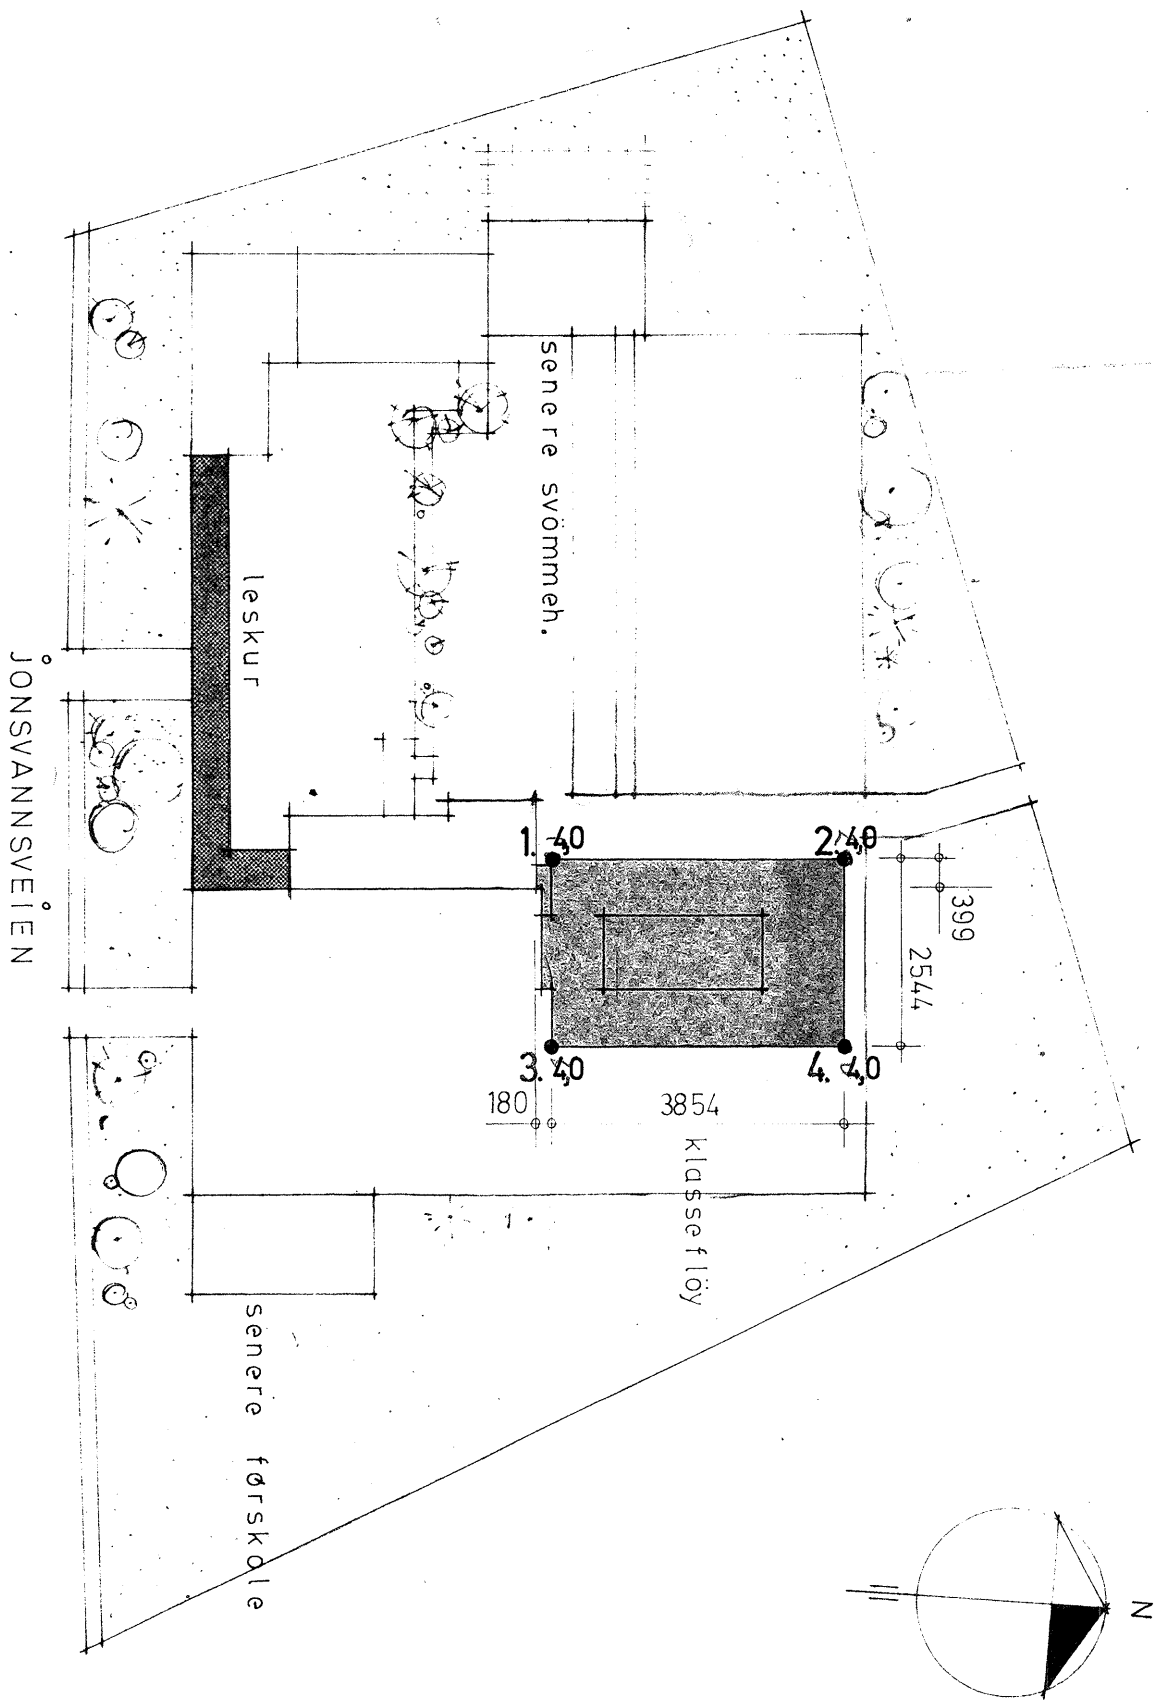 senere svömmeh.
leskur
JONSVANNSVEIEN
1. 4,0
2. 4,0
399
2544
3. 4,0
4. 4,0
180
3854
klasseflöy
senere førskole
N